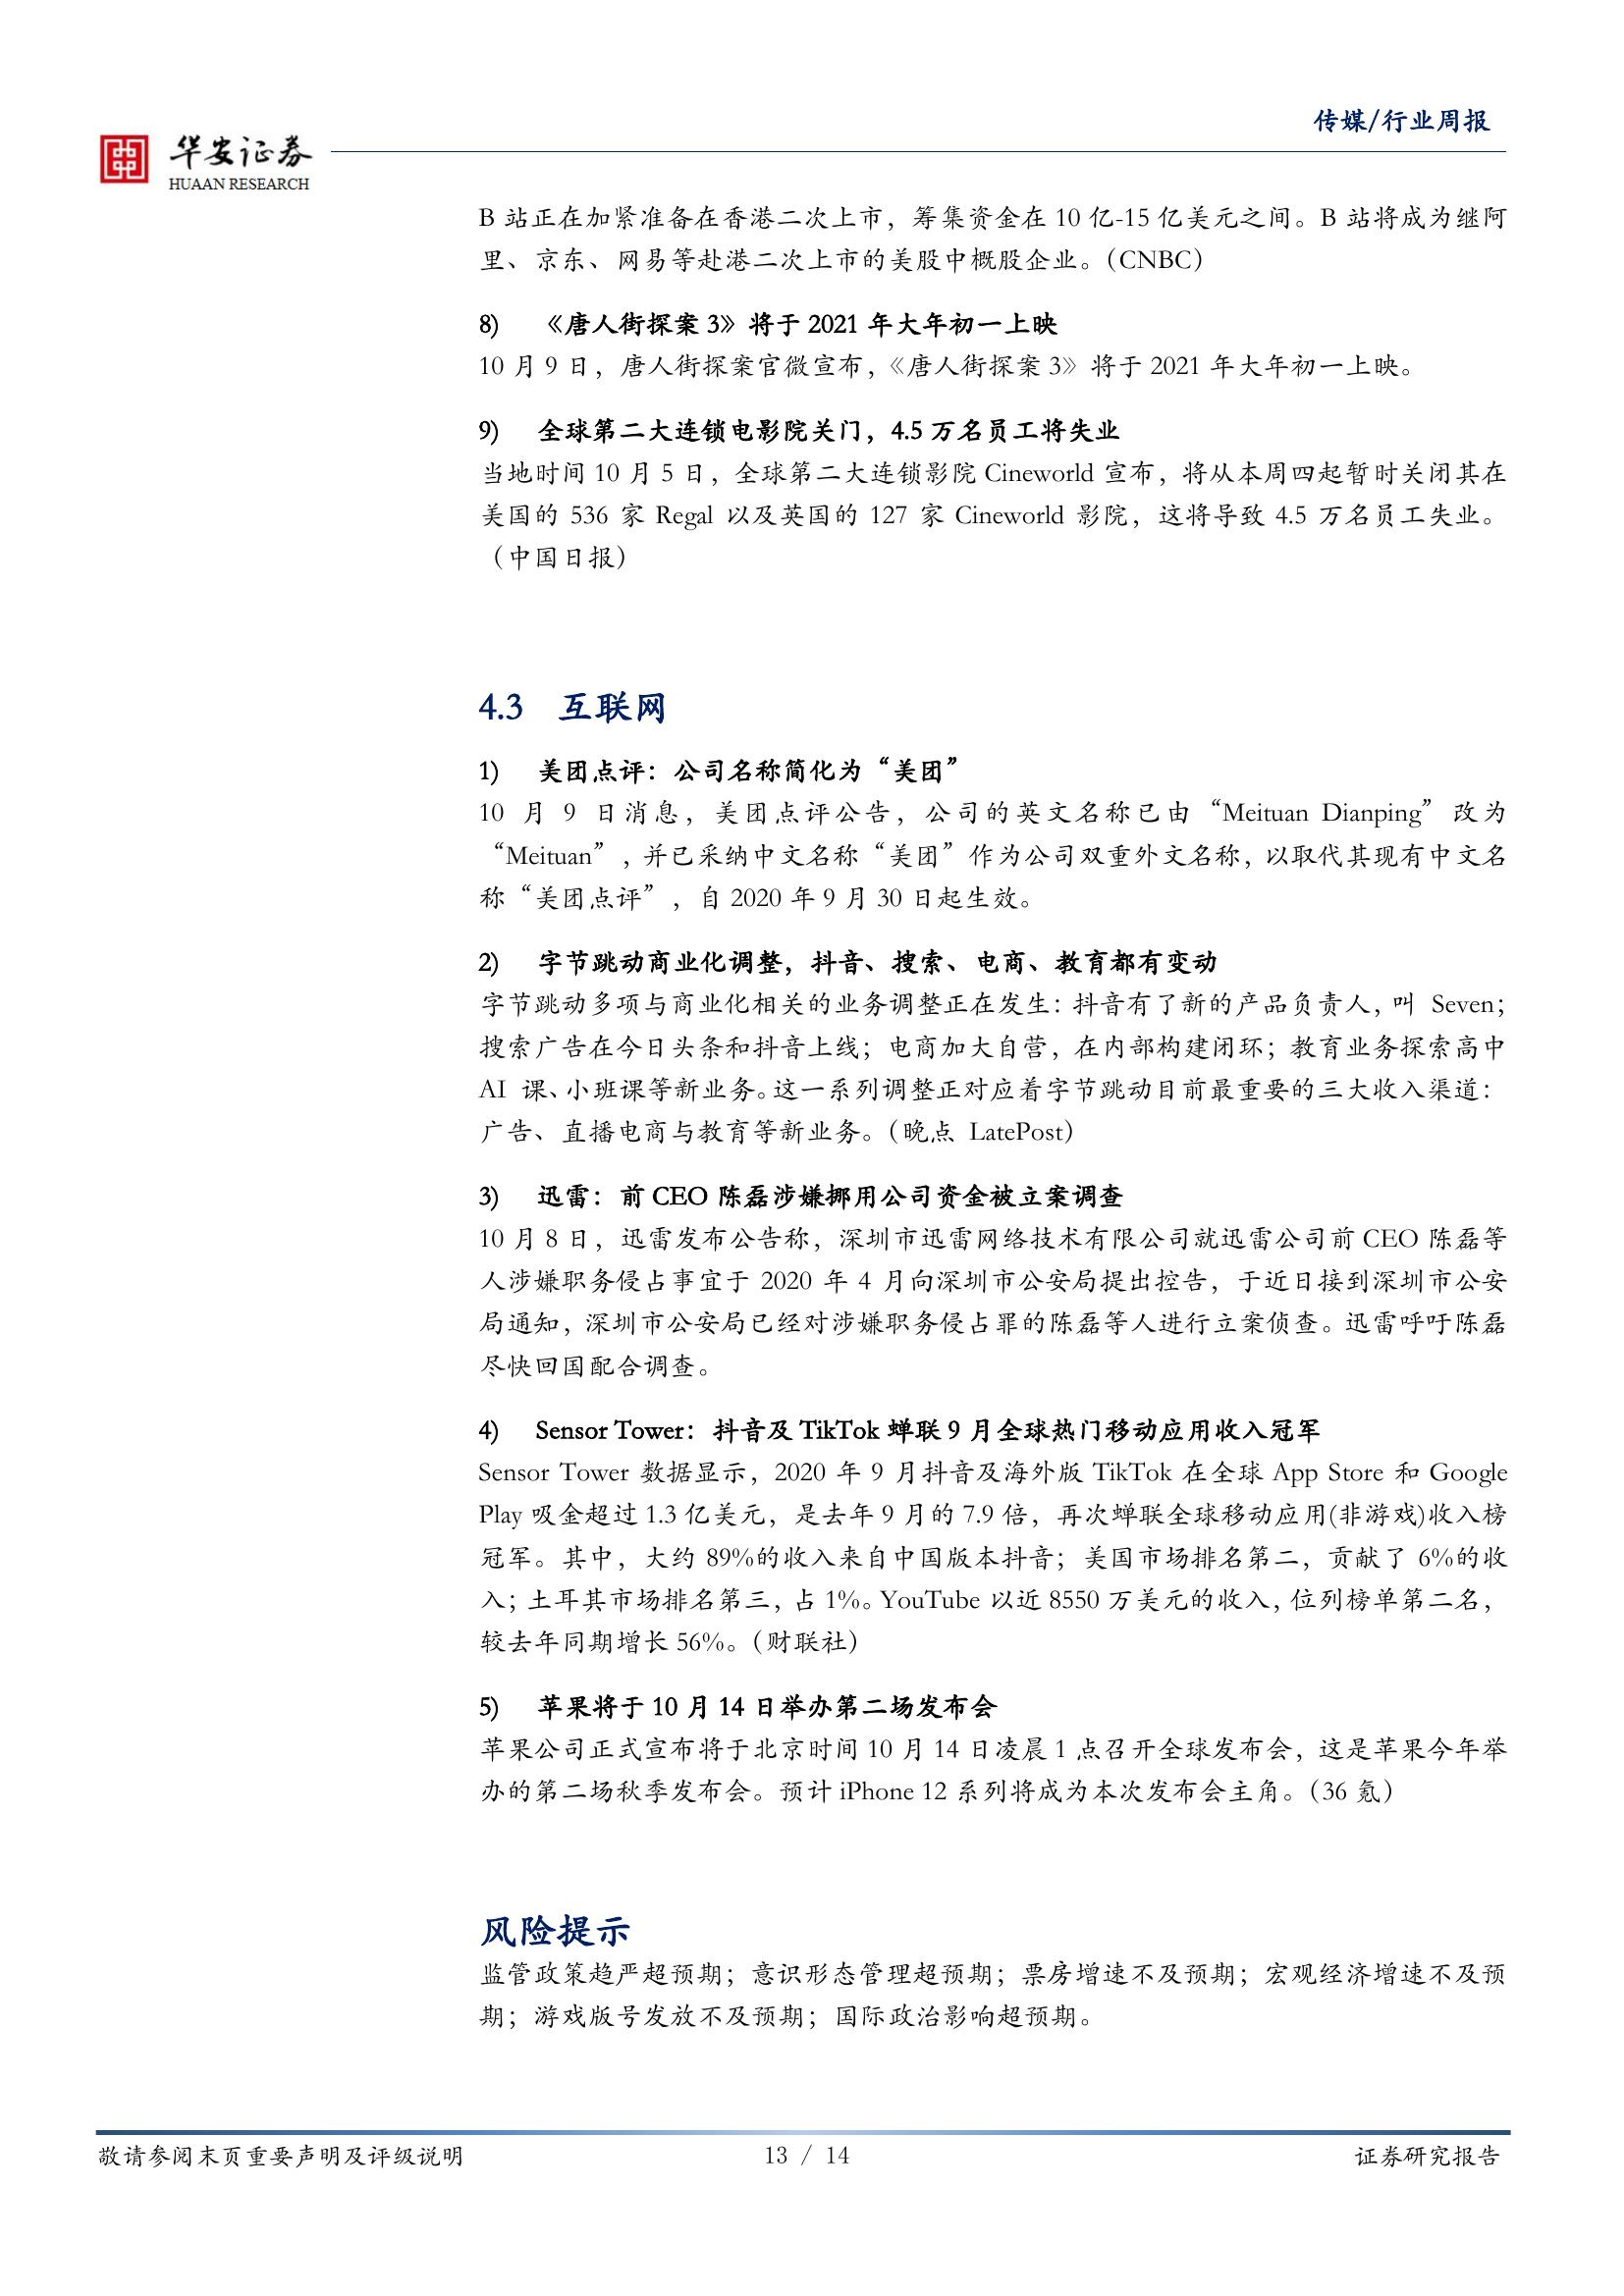 传媒/行业周报
华安证券
HUAAN RESEARCH
B 站正在加紧准备在香港二次上市，筹集资金在 10 亿-15 亿美元之间。B 站将成为继阿
里、京东、网易等赴港二次上市的美股中概股企业。（CNBC）
8) 《唐人街探案 3》将于 2021 年大年初一上映
10 月 9 日，唐人街探案官微宣布，《唐人街探案 3》将于 2021 年大年初一上映。
9) 全球第二大连锁电影院关门，4.5 万名员工将失业
当地时间 10 月 5 日，全球第二大连锁影院 Cineworld 宣布，将从本周四起暂时关闭其在
美国的 536 家 Regal 以及英国的 127 家 Cineworld 影院，这将导致 4.5 万名员工失业。
（中国日报）
4.3 互联网
1) 美团点评：公司名称简化为“美团”
10 月 9 日消息，美团点评公告，公司的英文名称已由“Meituan Dianping”改为
“Meituan”，并已采纳中文名称“美团”作为公司双重外文名称，以取代其现有中文名
称“美团点评”，自 2020 年 9 月 30 日起生效。
2) 字节跳动商业化调整，抖音、搜索、电商、教育都有变动
字节跳动多项与商业化相关的业务调整正在发生：抖音有了新的产品负责人，叫 Seven；
搜索广告在今日头条和抖音上线；电商加大自营，在内部构建闭环；教育业务探索高中
AI 课、小班课等新业务。这一系列调整正对应着字节跳动目前最重要的三大收入渠道：
广告、直播电商与教育等新业务。（晚点 LatePost）
3) 迅雷：前 CEO 陈磊涉嫌挪用公司资金被立案调查
10 月 8 日，迅雷发布公告称，深圳市迅雷网络技术有限公司就迅雷公司前 CEO 陈磊等
人涉嫌职务侵占事宜于 2020 年 4 月向深圳市公安局提出控告，于近日接到深圳市公安
局通知，深圳市公安局已经对涉嫌职务侵占罪的陈磊等人进行立案侦查。迅雷呼吁陈磊
尽快回国配合调查。
4) Sensor Tower：抖音及 TikTok 蝉联 9 月全球热门移动应用收入冠军
Sensor Tower 数据显示，2020 年 9 月抖音及海外版 TikTok 在全球 App Store 和 Google
Play 吸金超过 1.3 亿美元，是去年 9 月的 7.9 倍，再次蝉联全球移动应用(非游戏)收入榜
冠军。其中，大约 89%的收入来自中国版本抖音；美国市场排名第二，贡献了 6%的收
入；土耳其市场排名第三，占 1%。YouTube 以近 8550 万美元的收入，位列榜单第二名，
较去年同期增长 56%。（财联社）
5) 苹果将于 10 月 14 日举办第二场发布会
苹果公司正式宣布将于北京时间 10 月 14 日凌晨 1 点召开全球发布会，这是苹果今年举
办的第二场秋季发布会。预计 iPhone 12 系列将成为本次发布会主角。（36 氪）
风险提示
监管政策趋严超预期；意识形态管理超预期；票房增速不及预期；宏观经济增速不及预
期；游戏版号发放不及预期；国际政治影响超预期。
敬请参阅末页重要声明及评级说明 13 / 14 证券研究报告